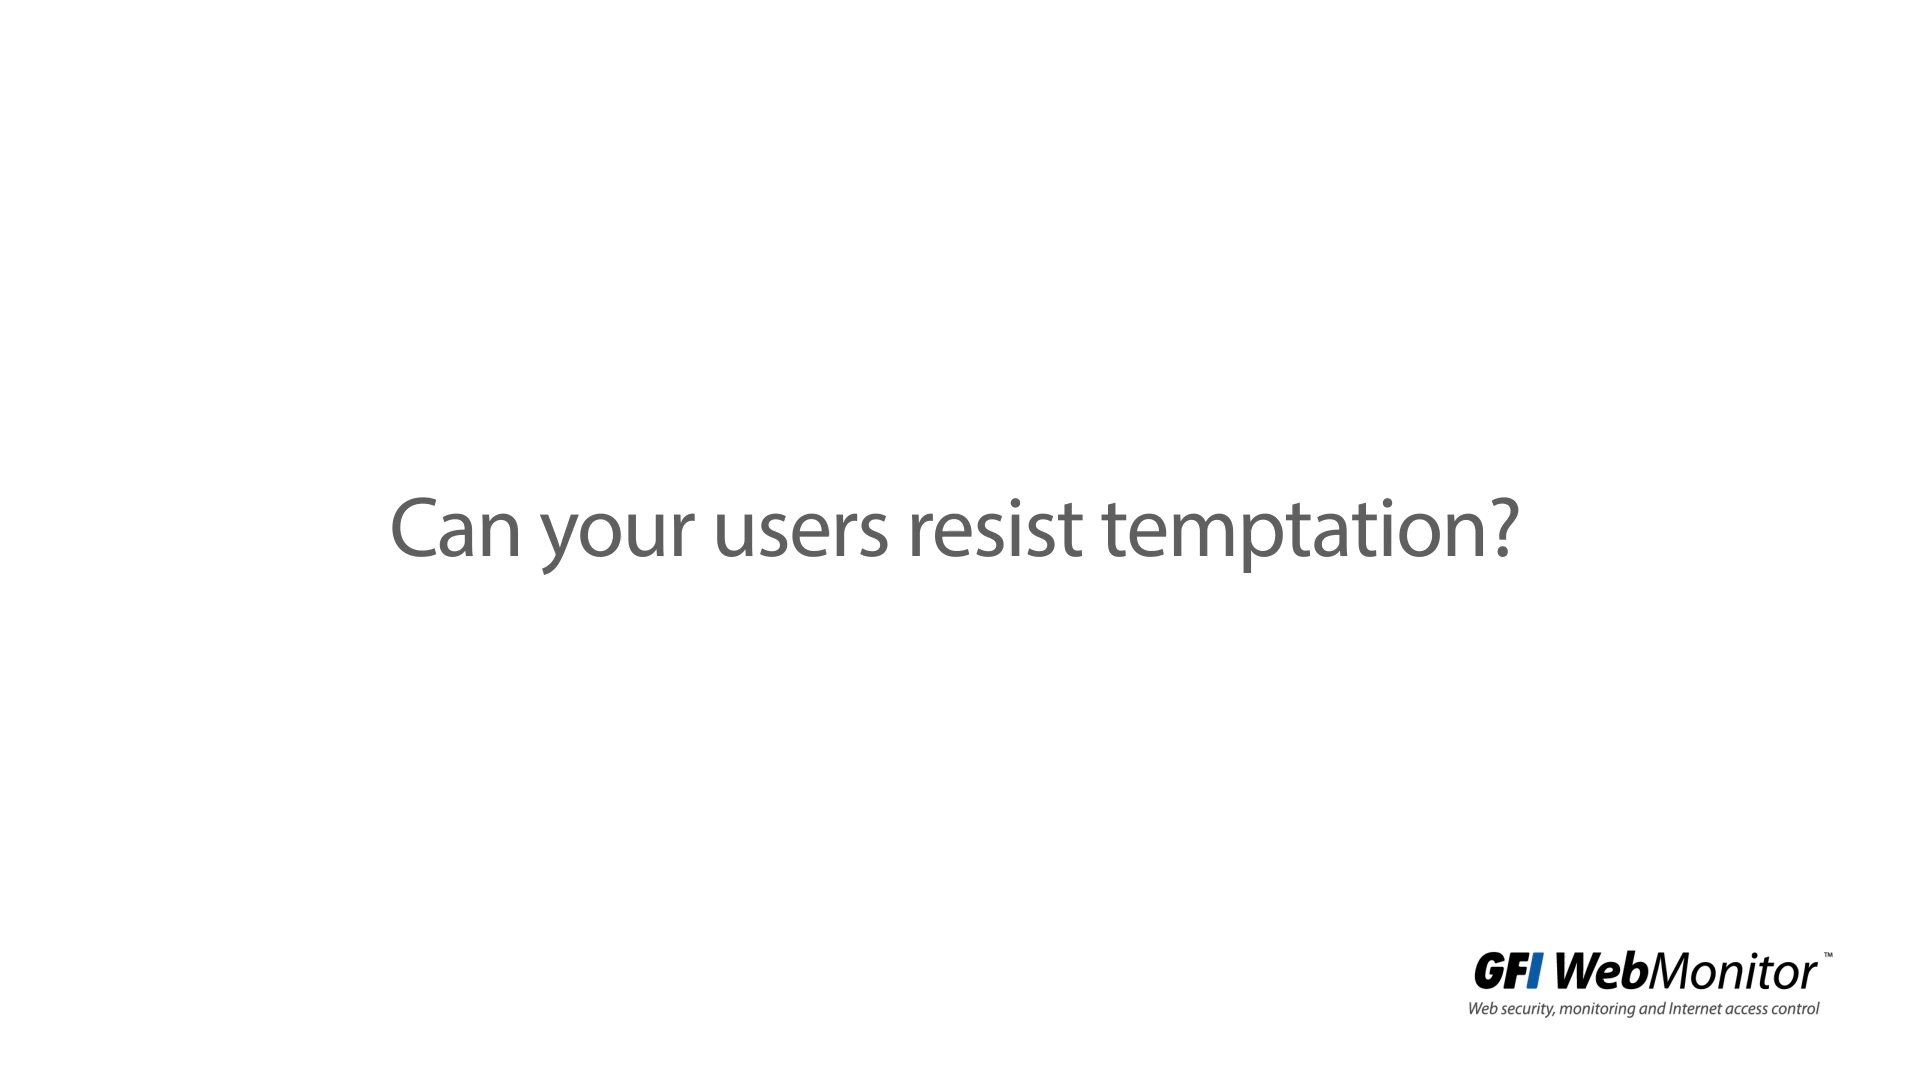 Can your users resist temptation?
GFI WebMonitor™
Web security, monitoring and Internet access control